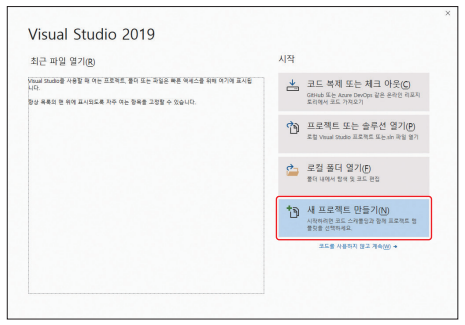 Visual Studio 2019
최근 파일 열기(R)
Visual Studio를 사용할 때 여는 프로젝트, 폴더 또는 파일은 빠른 액세스를 위해 여기에 표시됩
니다.
항상 목록의 맨 위에 표시되도록 자주 여는 항목을 고정할 수 있습니다.
시작
코드 복제 또는 체크 아웃(C)
GitHub 또는 Azure DevOps 같은 온라인 리포지
토리에서 코드 가져오기
프로젝트 또는 솔루션 열기(P)
로컬 Visual Studio 프로젝트 또는 .sln 파일 열기
로컬 폴더 열기(F)
폴더 내에서 탐색 및 코드 편집
새 프로젝트 만들기(N)
시작하려면 코드 스캐폴딩과 함께 프로젝트 템
플릿을 선택하세요.
코드를 사용하지 않고 계속(W) →